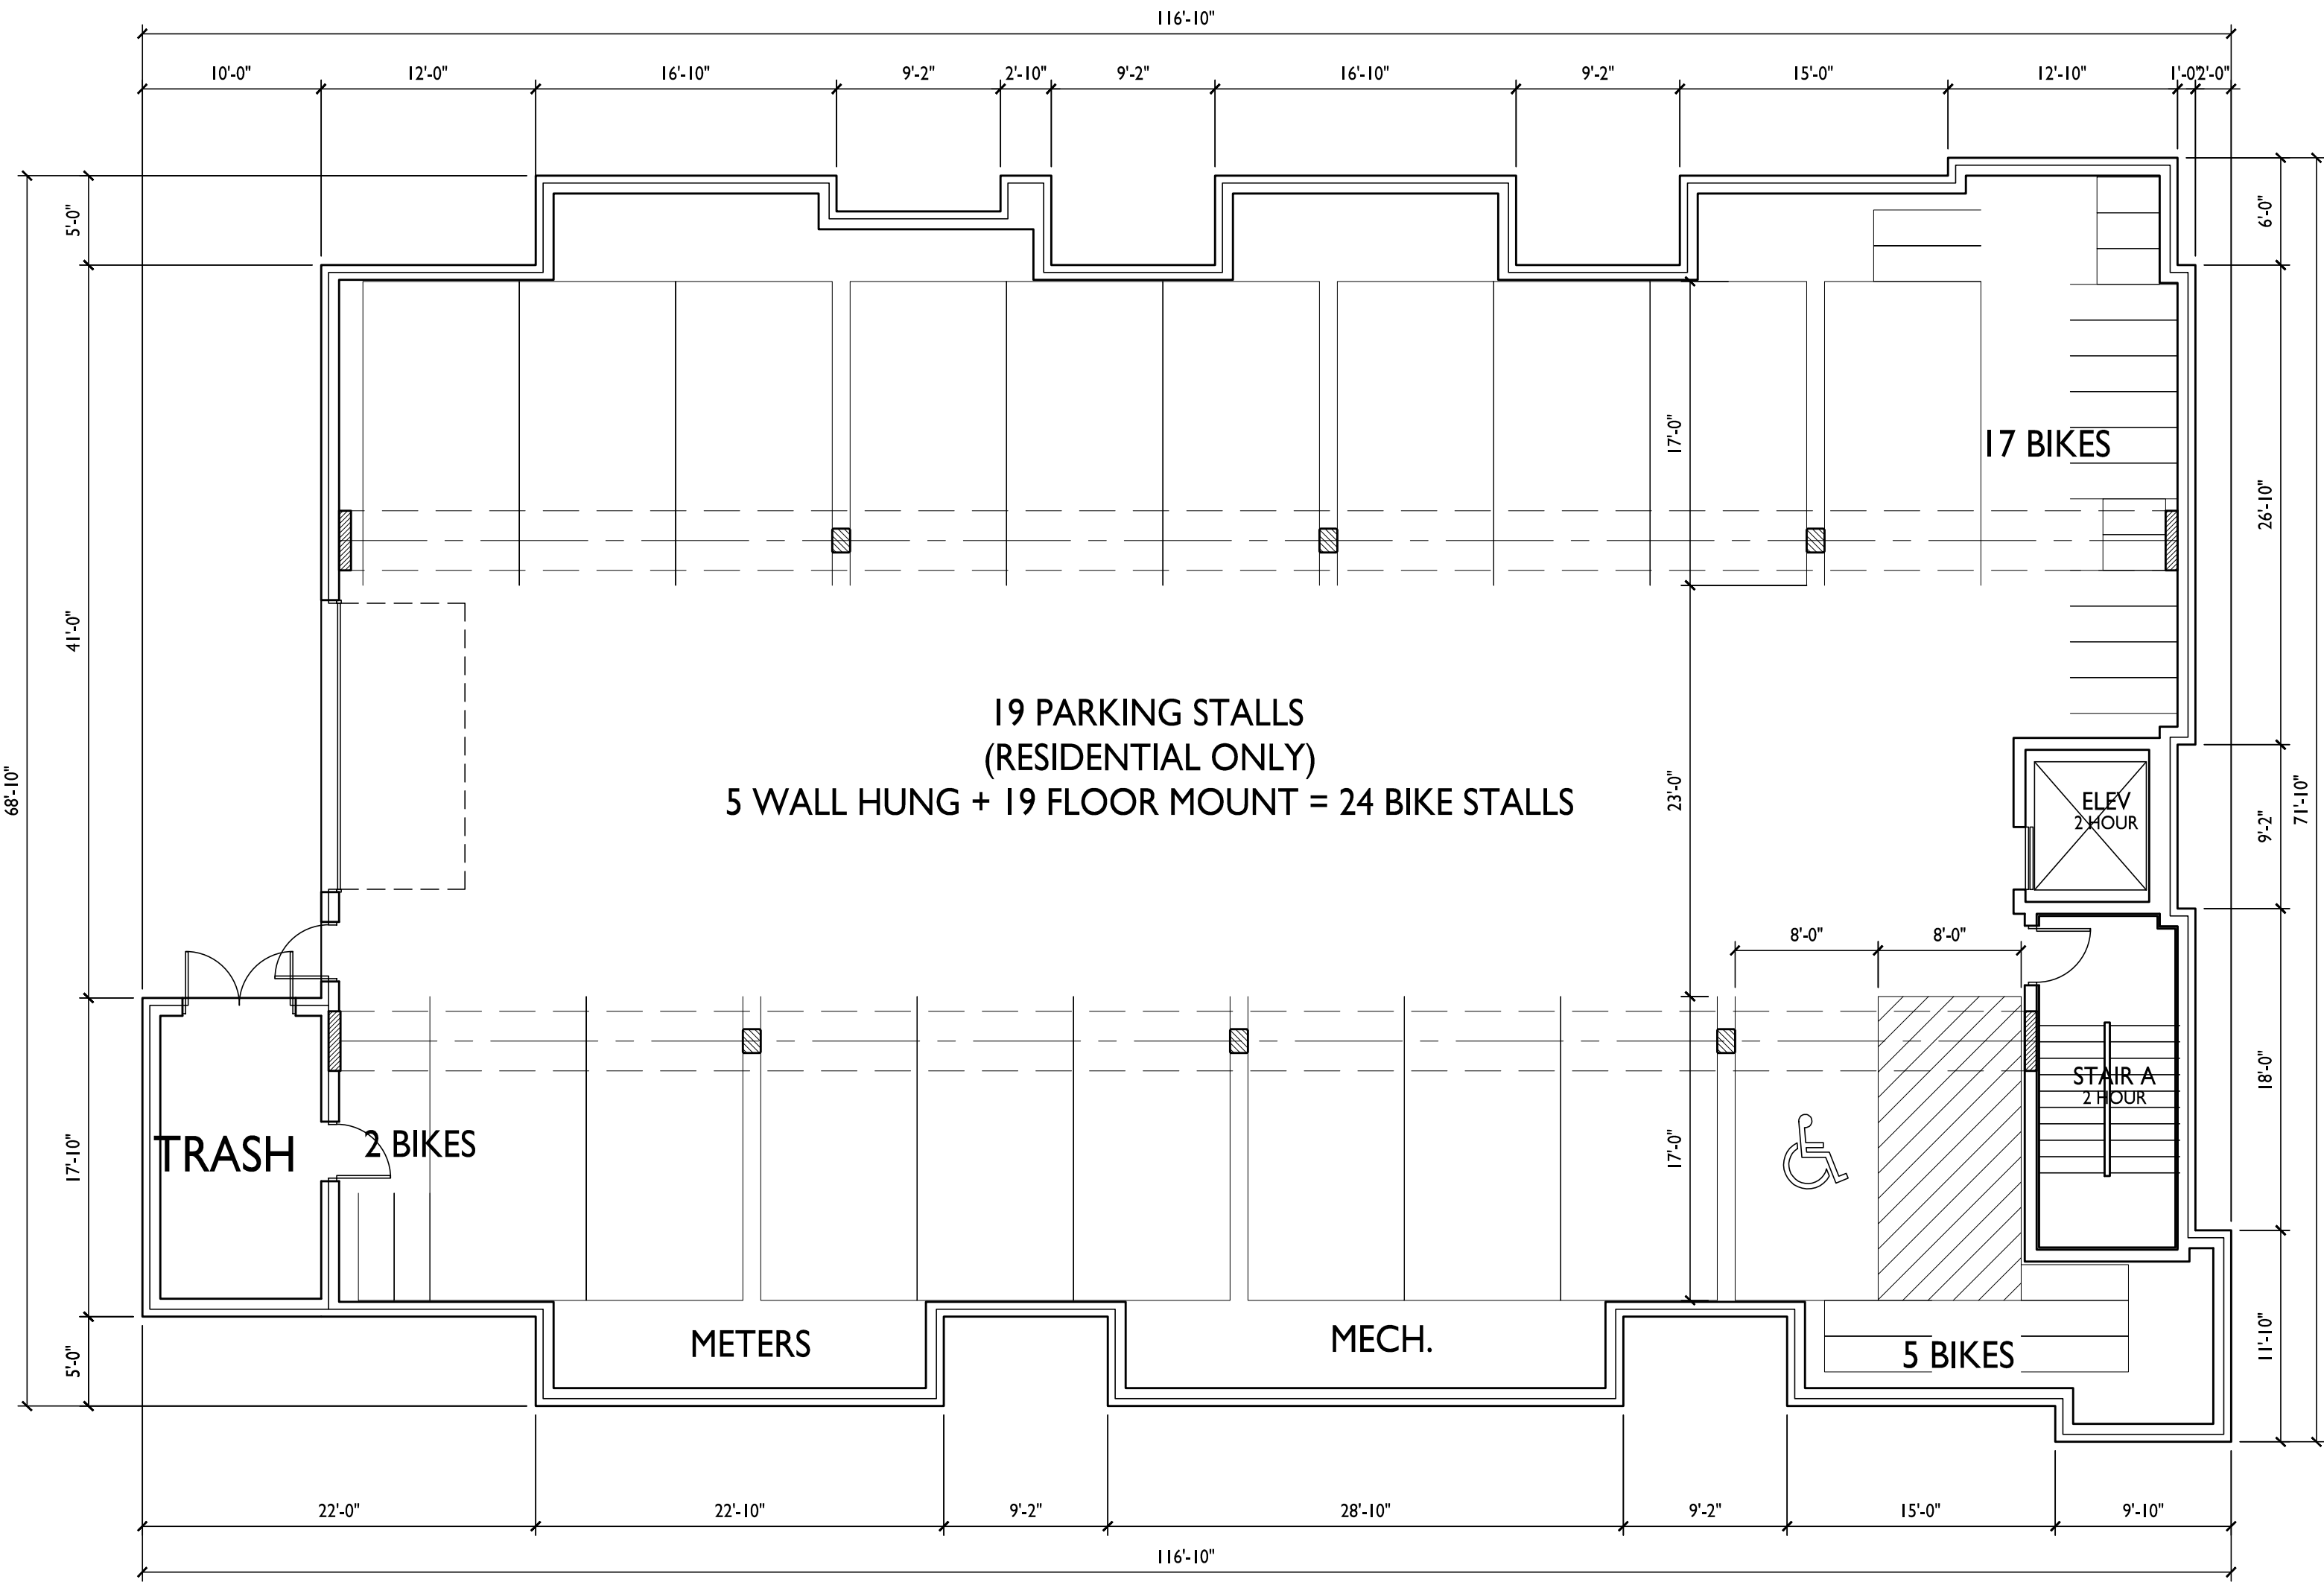 116'-10"
10'-0" 12'-0" 16'-10" 9'-2" 2'-10" 9'-2" 16'-10" 9'-2" 15'-0" 12'-10" 1'-0" 2'-0"
5'-0"
6'-0"
17'-0"
17 BIKES
26'-10"
41'-0"
68'-10"
19 PARKING STALLS
(RESIDENTIAL ONLY)
5 WALL HUNG + 19 FLOOR MOUNT = 24 BIKE STALLS
23'-0"
ELEV
2 HOUR
9'-2"
71'-10"
8'-0" 8'-0"
STAIR A
2 HOUR
18'-0"
TRASH
2 BIKES
17'-10"
17'-0"
METERS
MECH.
5 BIKES
5'-0"
11'-10"
22'-0" 22'-10" 9'-2" 28'-10" 9'-2" 15'-0" 9'-10"
116'-10"